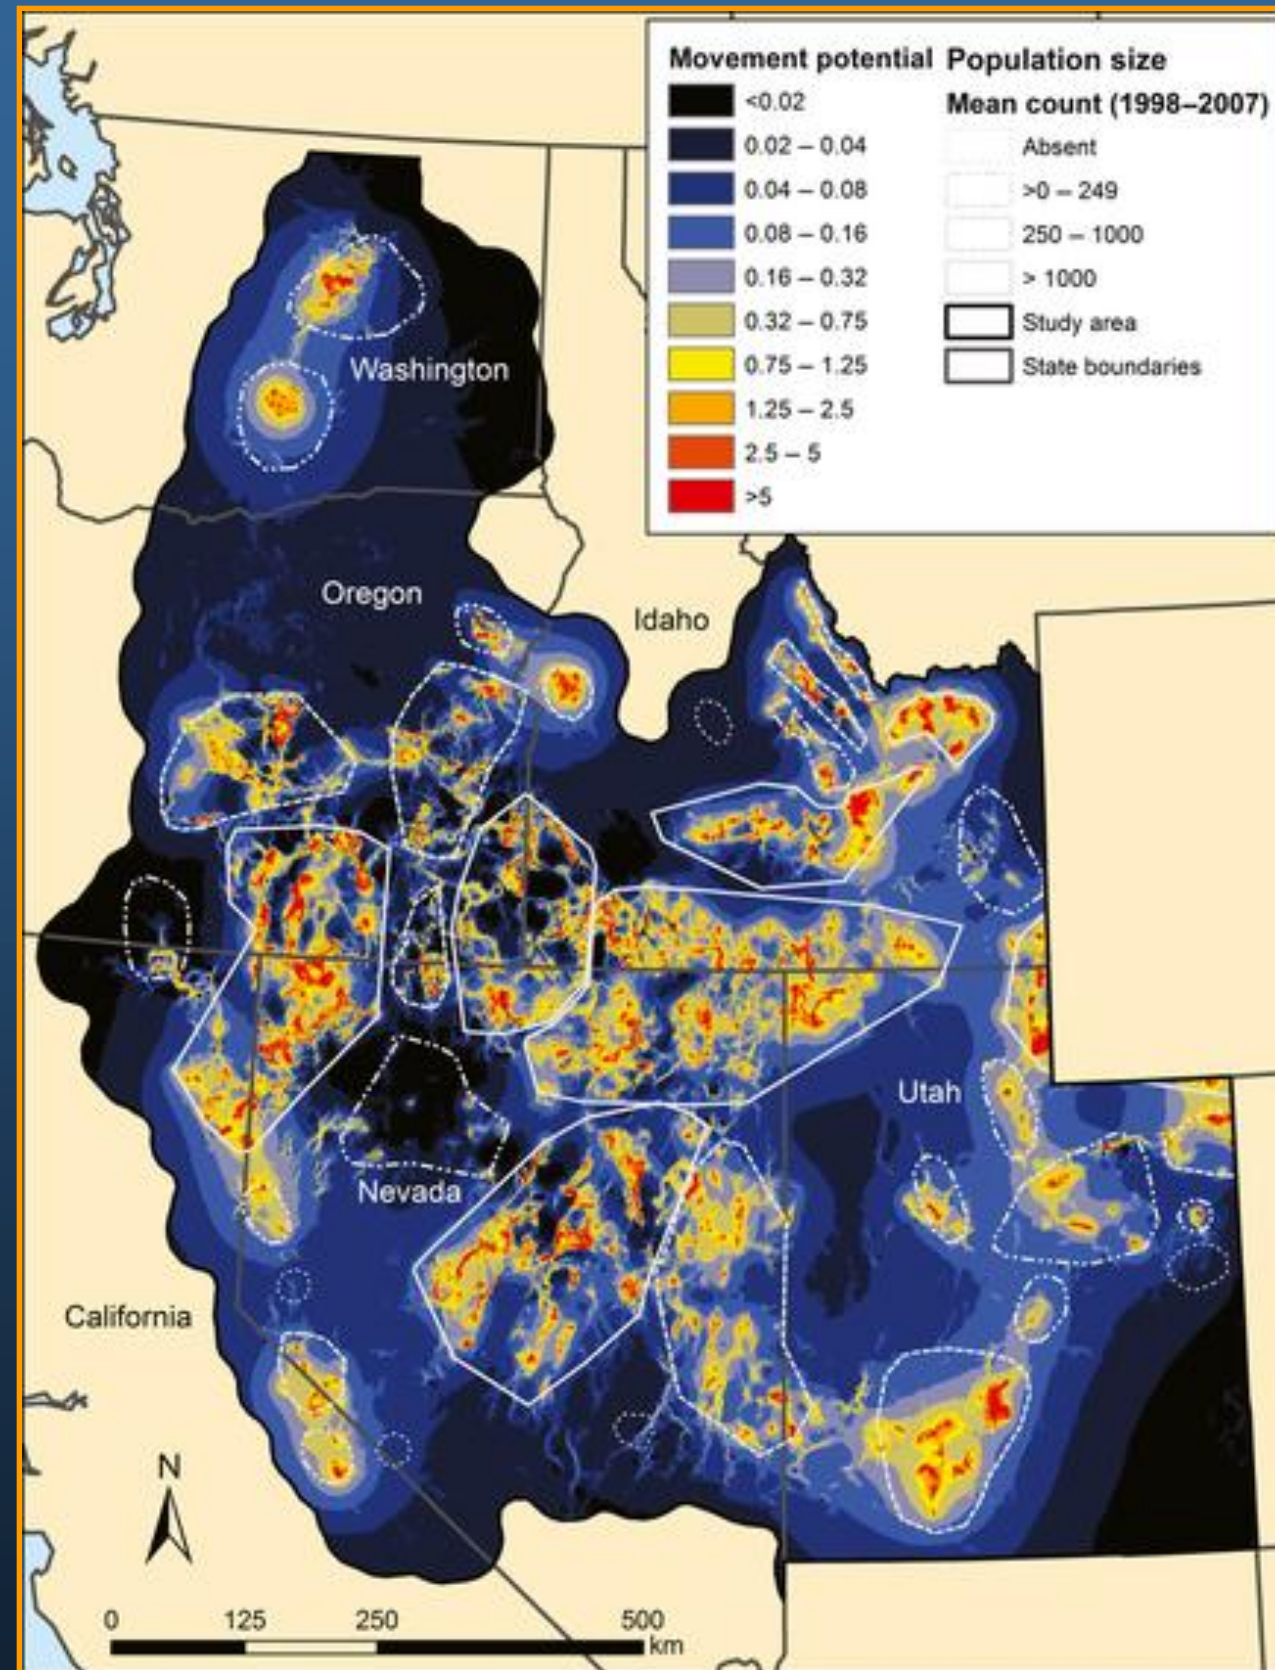 Movement potential
<0.02
0.02 – 0.04
0.04 – 0.08
0.08 – 0.16
0.16 – 0.32
0.32 – 0.75
0.75 – 1.25
1.25 – 2.5
2.5 – 5
>5
Population size
Mean count (1998–2007)
Absent
>0 – 249
250 – 1000
> 1000
Study area
State boundaries
Washington
Oregon
Idaho
Utah
Nevada
California
N
0 125 250 500
km